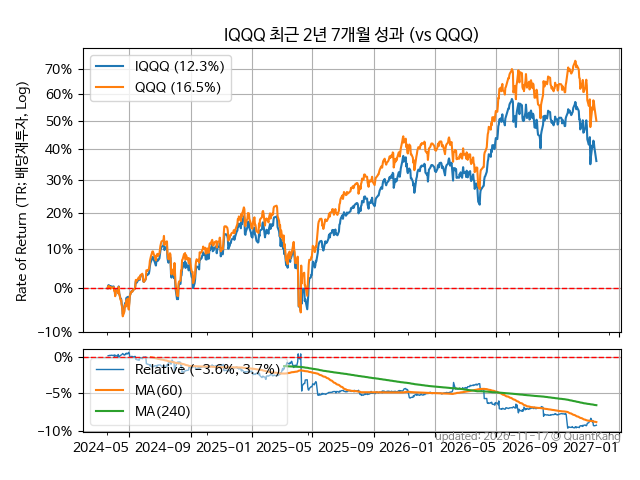 IQQQ 최근 2년 7개월 성과 (vs QQQ)
Rate of Return (TR: 배당재투자, Log)
70%
60%
50%
40%
30%
20%
10%
0%
−10%
IQQQ (12.3%)
QQQ (16.5%)
0%
−5%
−10%
Relative (−3.6%, 3.7%)
MA(60)
MA(240)
2024−05 2024−09 2025−01 2025−05 2025−09 2026−01 2026−05 2026−09 2027−01
updated: 2026−11−17 © QuantKang